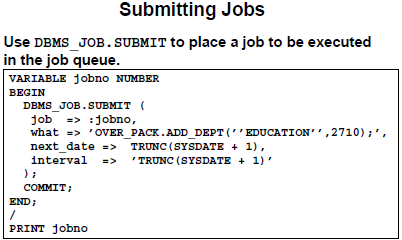 Submitting Jobs
Use DBMS_JOB.SUBMIT to place a job to be executed
in the job queue.
VARIABLE jobno NUMBER
BEGIN
  DBMS_JOB.SUBMIT (
   job  => :jobno,
   what => ’OVER_PACK.ADD_DEPT(’’EDUCATION’’,2710);’,
   next_date =>  TRUNC(SYSDATE + 1),
   interval  =>  ’TRUNC(SYSDATE + 1)’
  );
  COMMIT;
END;
/
PRINT jobno